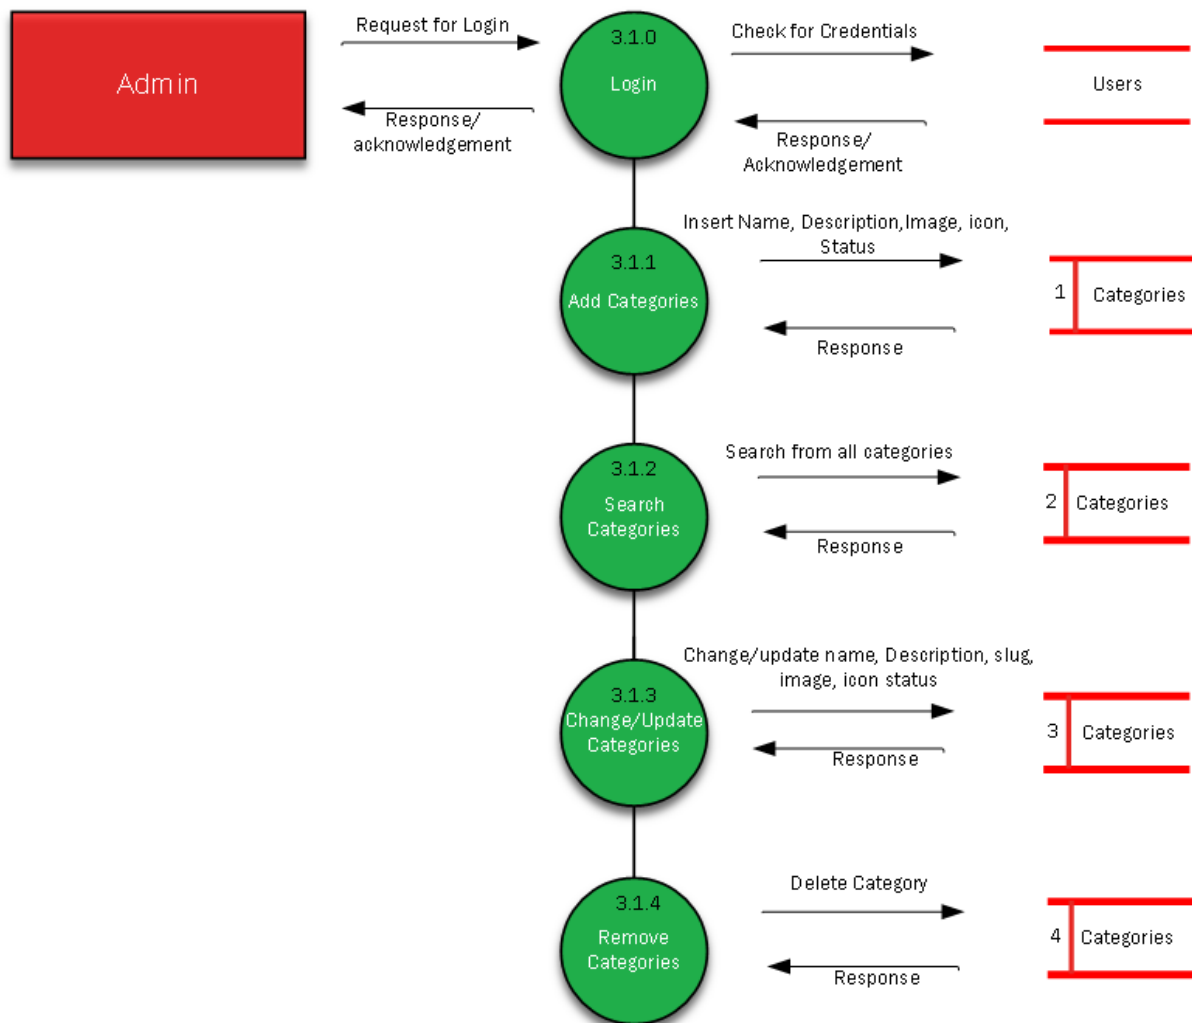 Admin
Request for Login
Response/
acknowledgement
3.1.0
Login
Check for Credentials
Response/
Acknowledgement
Users
3.1.1
Add Categories
Insert Name, Description,Image, icon,
Status
Response
1
Categories
3.1.2
Search
Categories
Search from all categories
Response
2
Categories
3.1.3
Change/Update
Categories
Change/update name, Description, slug,
image, icon status
Response
3
Categories
3.1.4
Remove
Categories
Delete Category
Response
4
Categories